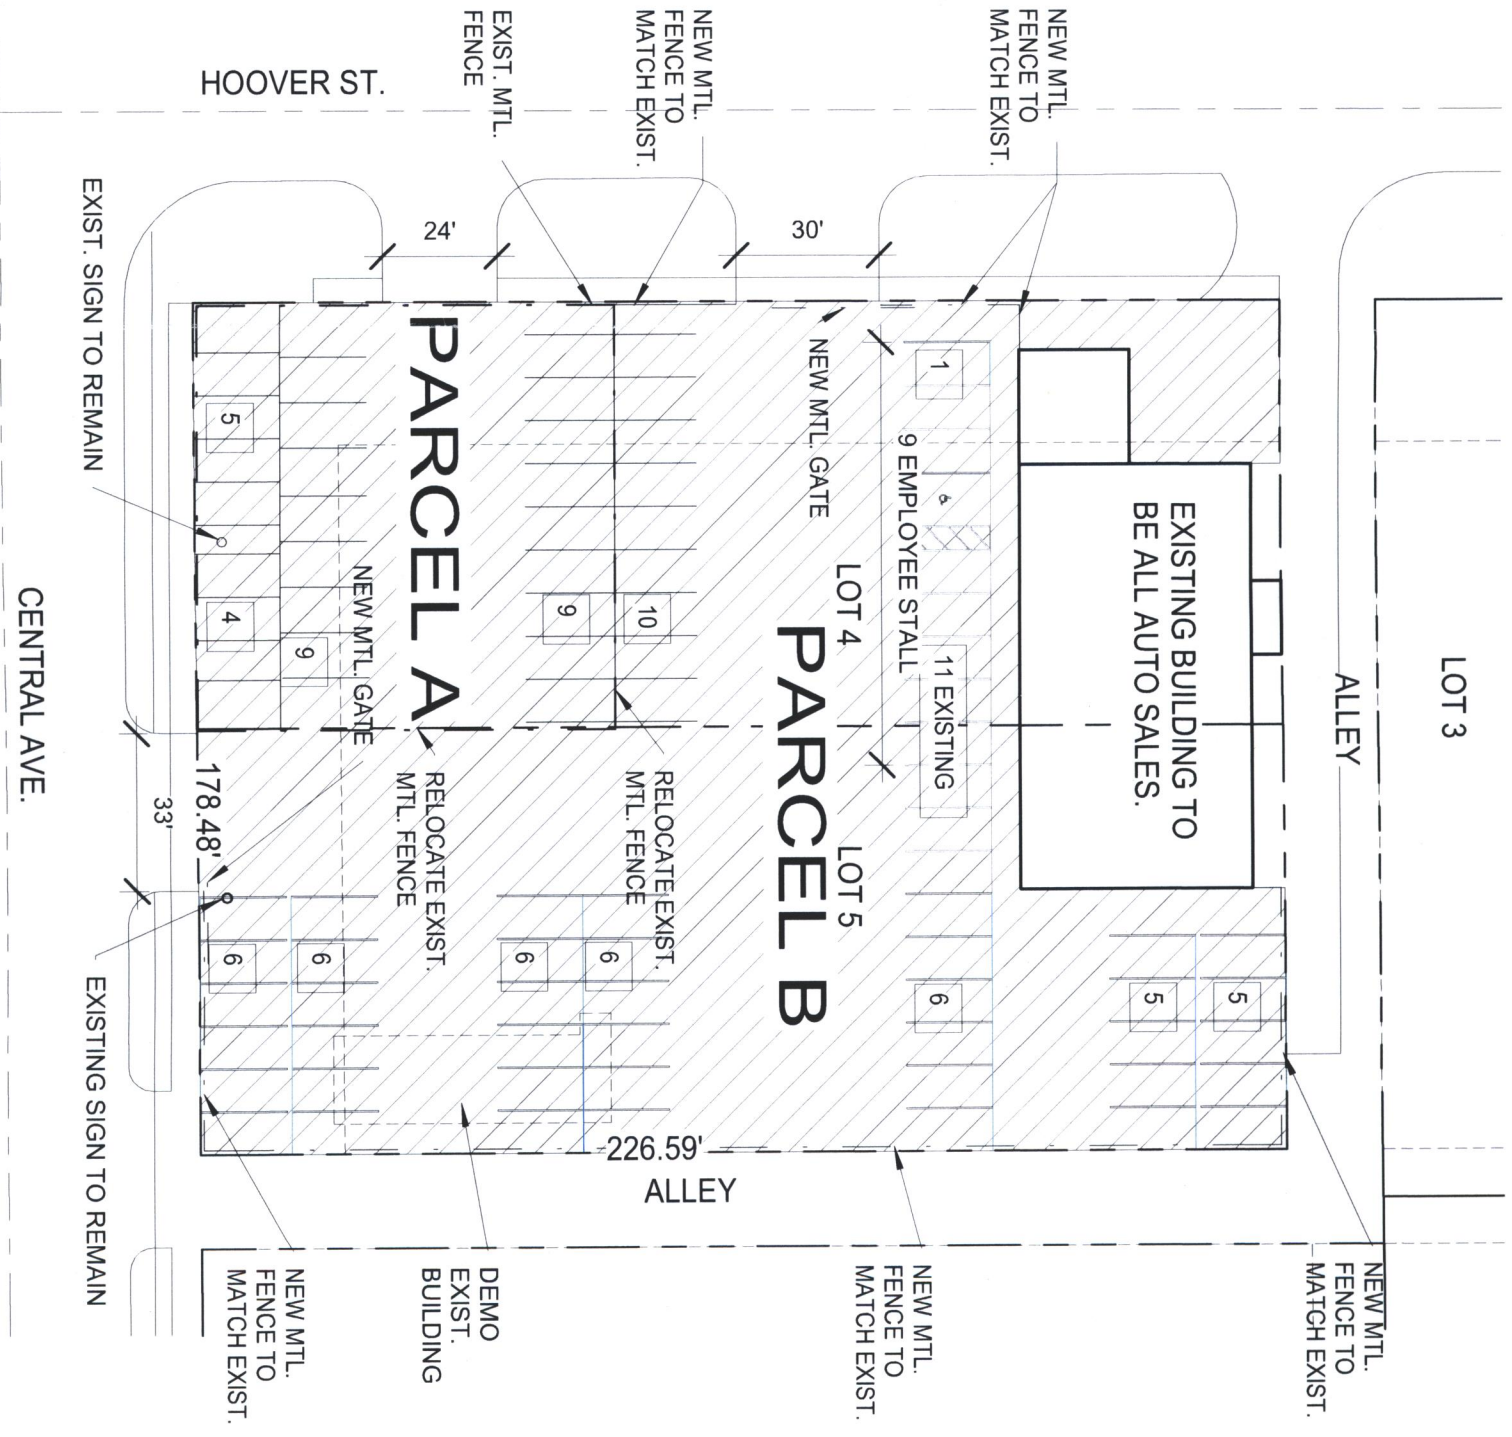 HOOVER ST.
EXIST. MTL.
FENCE
NEW MTL.
FENCE TO
MATCH EXIST.
NEW MTL.
FENCE TO
MATCH EXIST.
24'
30'
EXIST. SIGN TO REMAIN
PARCEL A
5
4
9
9
10
NEW MTL. GATE
NEW MTL. GATE
1
9 EMPLOYEE STALL
11 EXISTING
LOT 4
LOT 5
PARCEL B
EXISTING BUILDING TO
BE ALL AUTO SALES.
ALLEY
LOT 3
CENTRAL AVE.
33'
178.48'
RELOCATE EXIST.
MTL. FENCE
RELOCATE EXIST.
MTL. FENCE
6
6
6
6
6
5
5
EXISTING SIGN TO REMAIN
226.59'
ALLEY
NEW MTL.
FENCE TO
MATCH EXIST.
DEMO
EXIST.
BUILDING
NEW MTL.
FENCE TO
MATCH EXIST.
NEW MTL.
FENCE TO
MATCH EXIST.